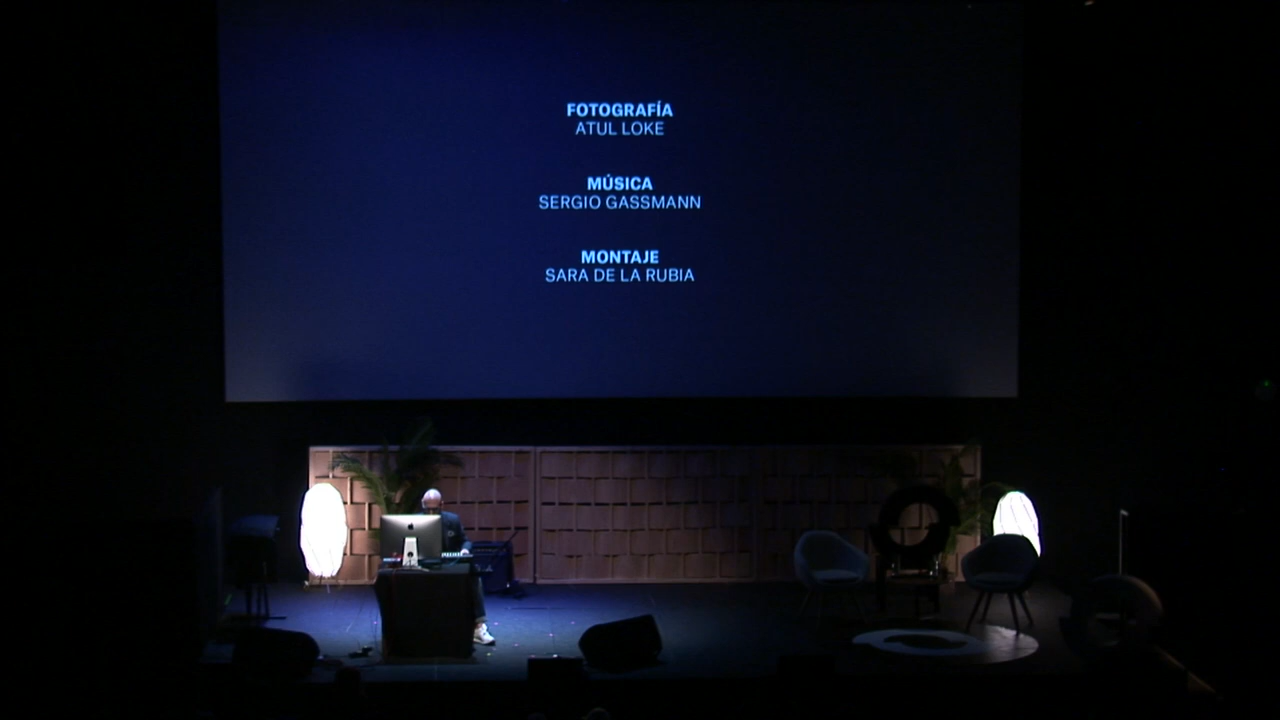 FOTOGRAFÍA
ATUL LOKE
MÚSICA
SERGIO GASSMANN
MONTAJE
SARA DE LA RUBIA